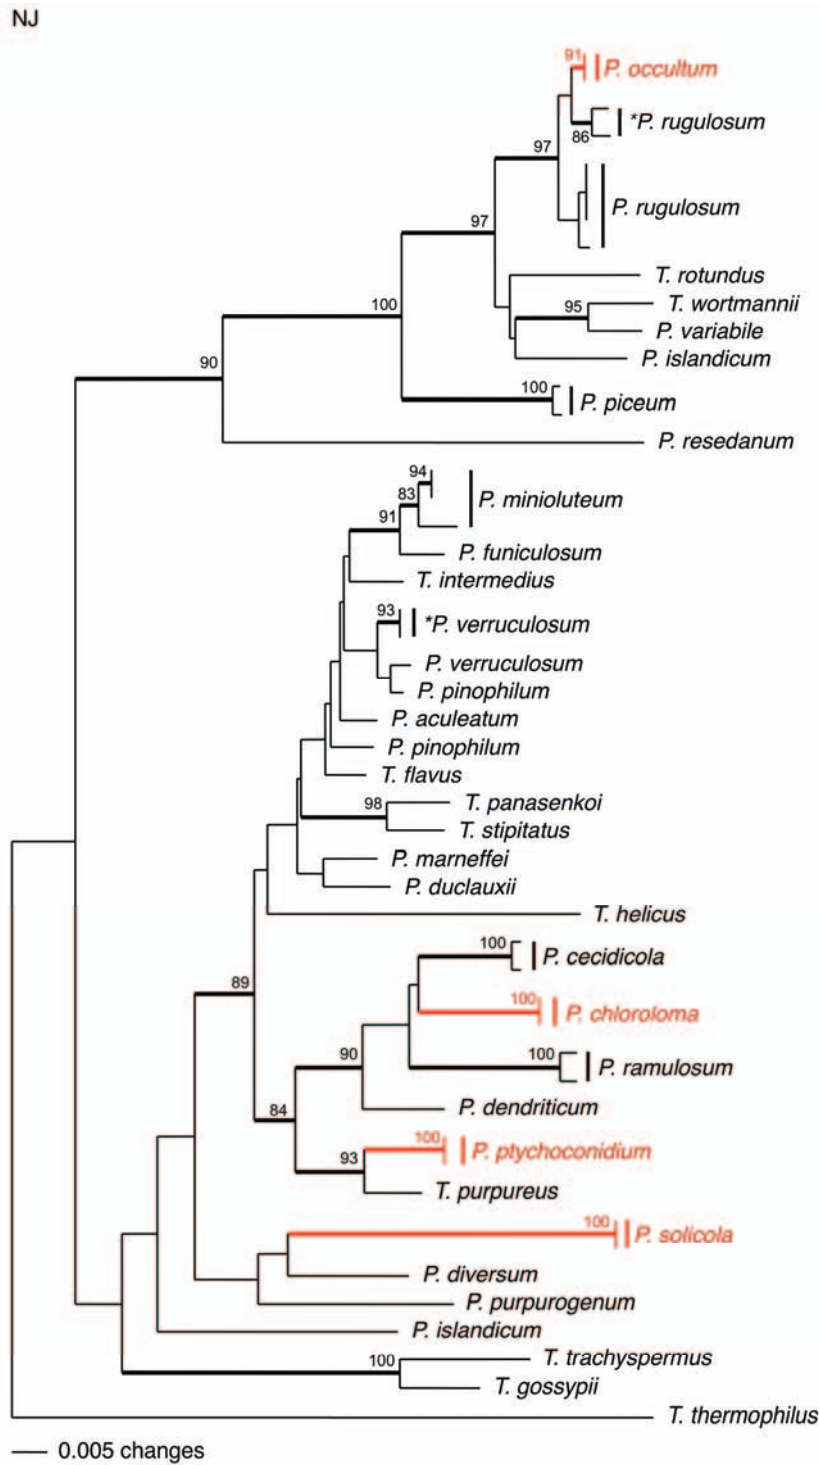 NJ
91
P. occultum
*P. rugulosum
86
97
P. rugulosum
97
T. rotundus
T. wortmannii
95
P. variabile
100
P. islandicum
90
100
P. piceum
P. resedanum
94
83
P. minioluteum
91
P. funiculosum
T. intermedius
93
*P. verruculosum
P. verruculosum
P. pinophilum
P. aculeatum
P. pinophilum
T. flavus
98
T. panasenkoi
T. stipitatus
P. marneffei
P. duclauxii
T. helicus
100
P. cecidicola
89
100
P. chloroloma
90
100
P. ramulosum
P. dendriticum
84
100
P. ptychoconidium
93
T. purpureus
100
P. solicola
P. diversum
P. purpurogenum
P. islandicum
100
T. trachyspermus
T. gossypii
T. thermophilus
0.005 changes